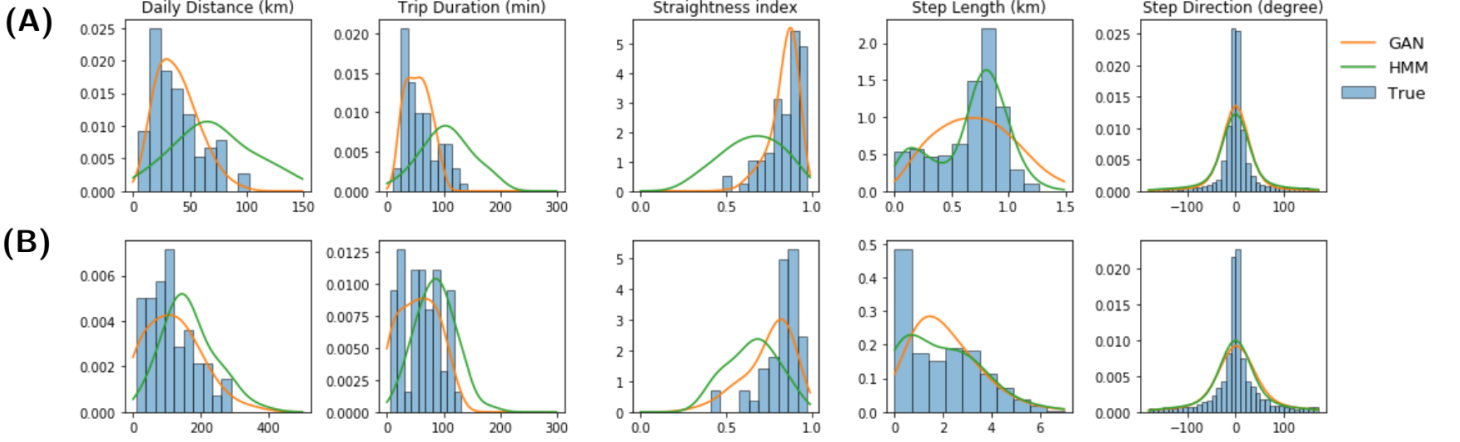 (A)
Daily Distance (km) Trip Duration (min) Straightness index Step Length (km) Step Direction (degree)
0.025 0.020 0.015 0.010 0.005 0.000
0 50 100 150
0.020 0.015 0.010 0.005 0.000
0 100 200 300
5 4 3 2 1 0
0.0 0.5 1.0
2.0 1.5 1.0 0.5 0.0
0.0 0.5 1.0 1.5
0.025 0.020 0.015 0.010 0.005 0.000
−100 0 100
GAN
HMM
True
(B)
0.006 0.004 0.002 0.000
0 200 400
0.0125 0.0100 0.0075 0.0050 0.0025 0.0000
0 100 200 300
5 4 3 2 1 0
0.0 0.5 1.0
0.5 0.4 0.3 0.2 0.1 0.0
0 2 4 6
0.020 0.015 0.010 0.005 0.000
−100 0 100